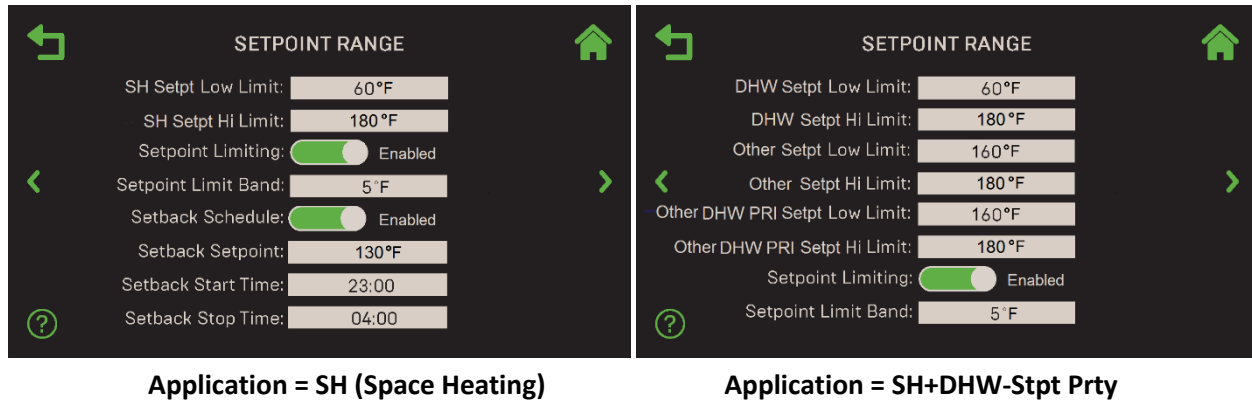 SETPOINT RANGE
SH Setpt Low Limit: 60°F
SH Setpt Hi Limit: 180°F
Setpoint Limiting: Enabled
Setpoint Limit Band: 5°F
Setback Schedule: Enabled
Setback Setpoint: 130°F
Setback Start Time: 23:00
Setback Stop Time: 04:00
?
Application = SH (Space Heating)
SETPOINT RANGE
DHW Setpt Low Limit: 60°F
DHW Setpt Hi Limit: 180°F
Other Setpt Low Limit: 160°F
Other Setpt Hi Limit: 180°F
Other DHW PRI Setpt Low Limit: 160°F
Other DHW PRI Setpt Hi Limit: 180°F
Setpoint Limiting: Enabled
Setpoint Limit Band: 5°F
?
Application = SH+DHW-Stpt Prty